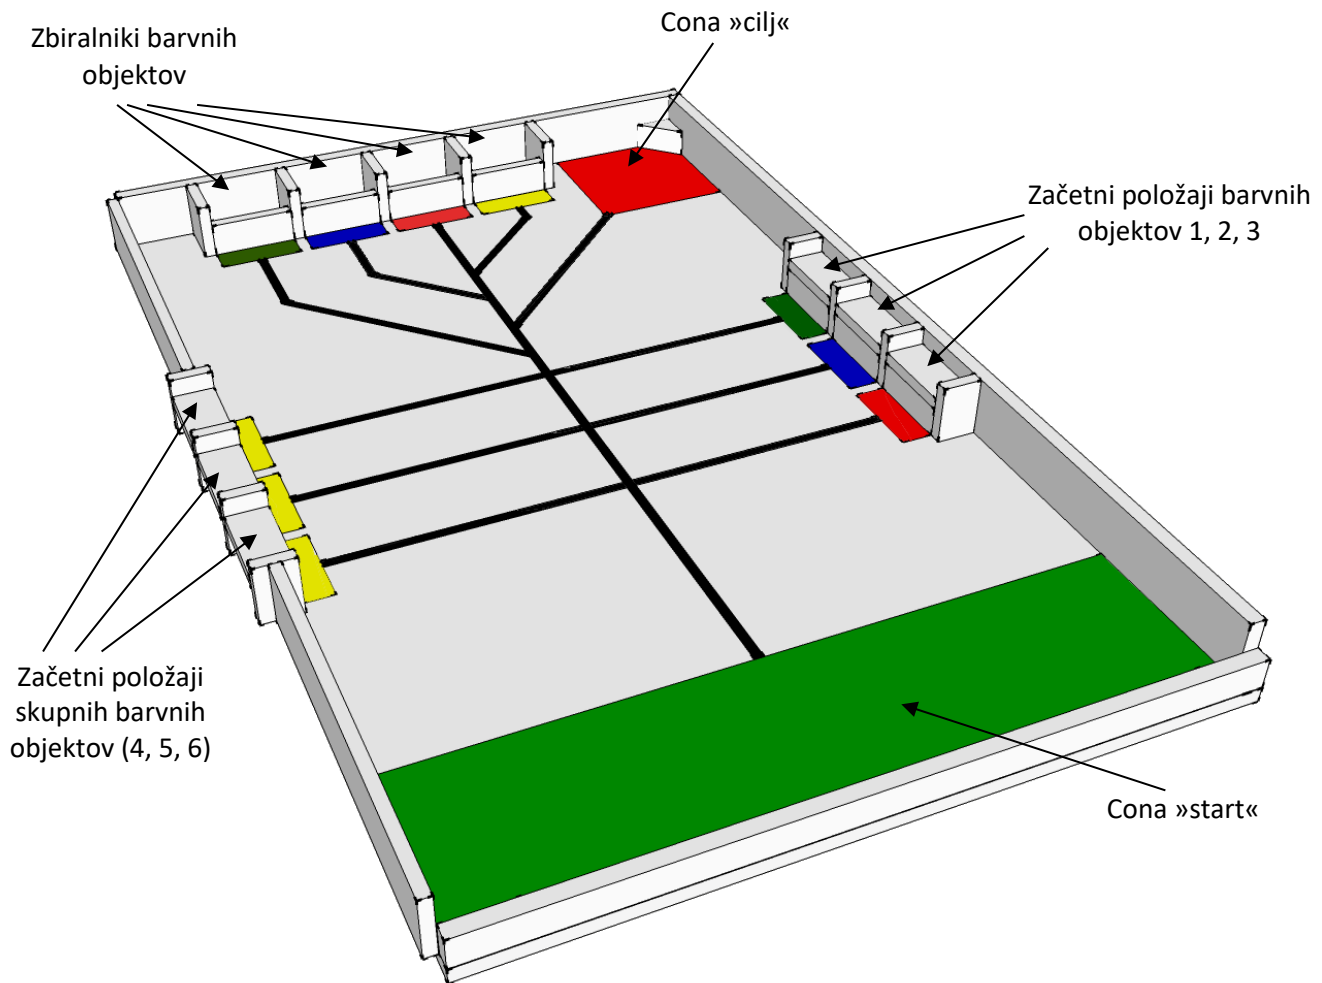 Cona »cilj«
Zbiralniki barvnih
objektov
Začetni položaji barvnih
objektov 1, 2, 3
Začetni položaji
skupnih barvnih
objektov (4, 5, 6)
Cona »start«